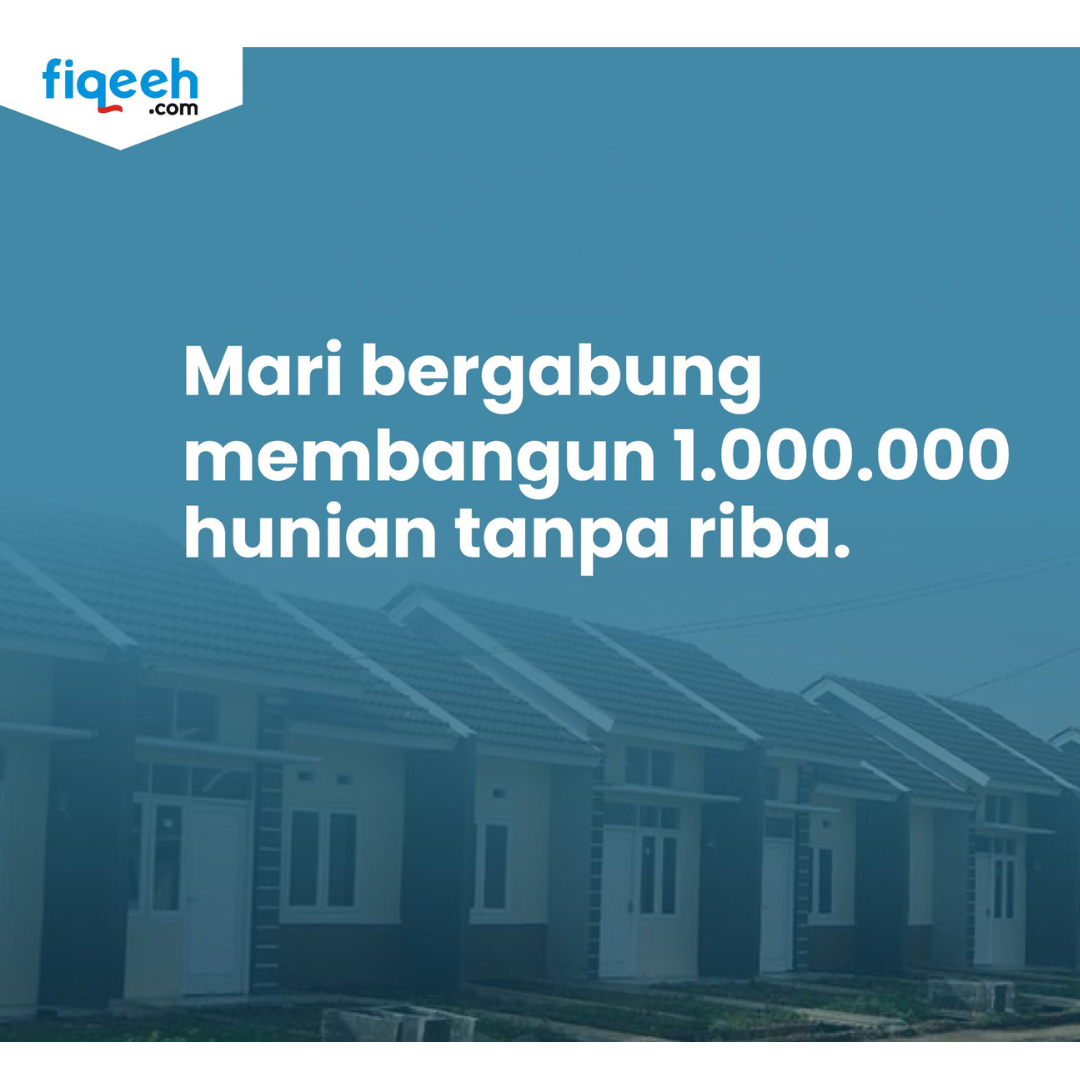 fiqeeh
.com
Mari bergabung
membangun 1.000.000
hunian tanpa riba.